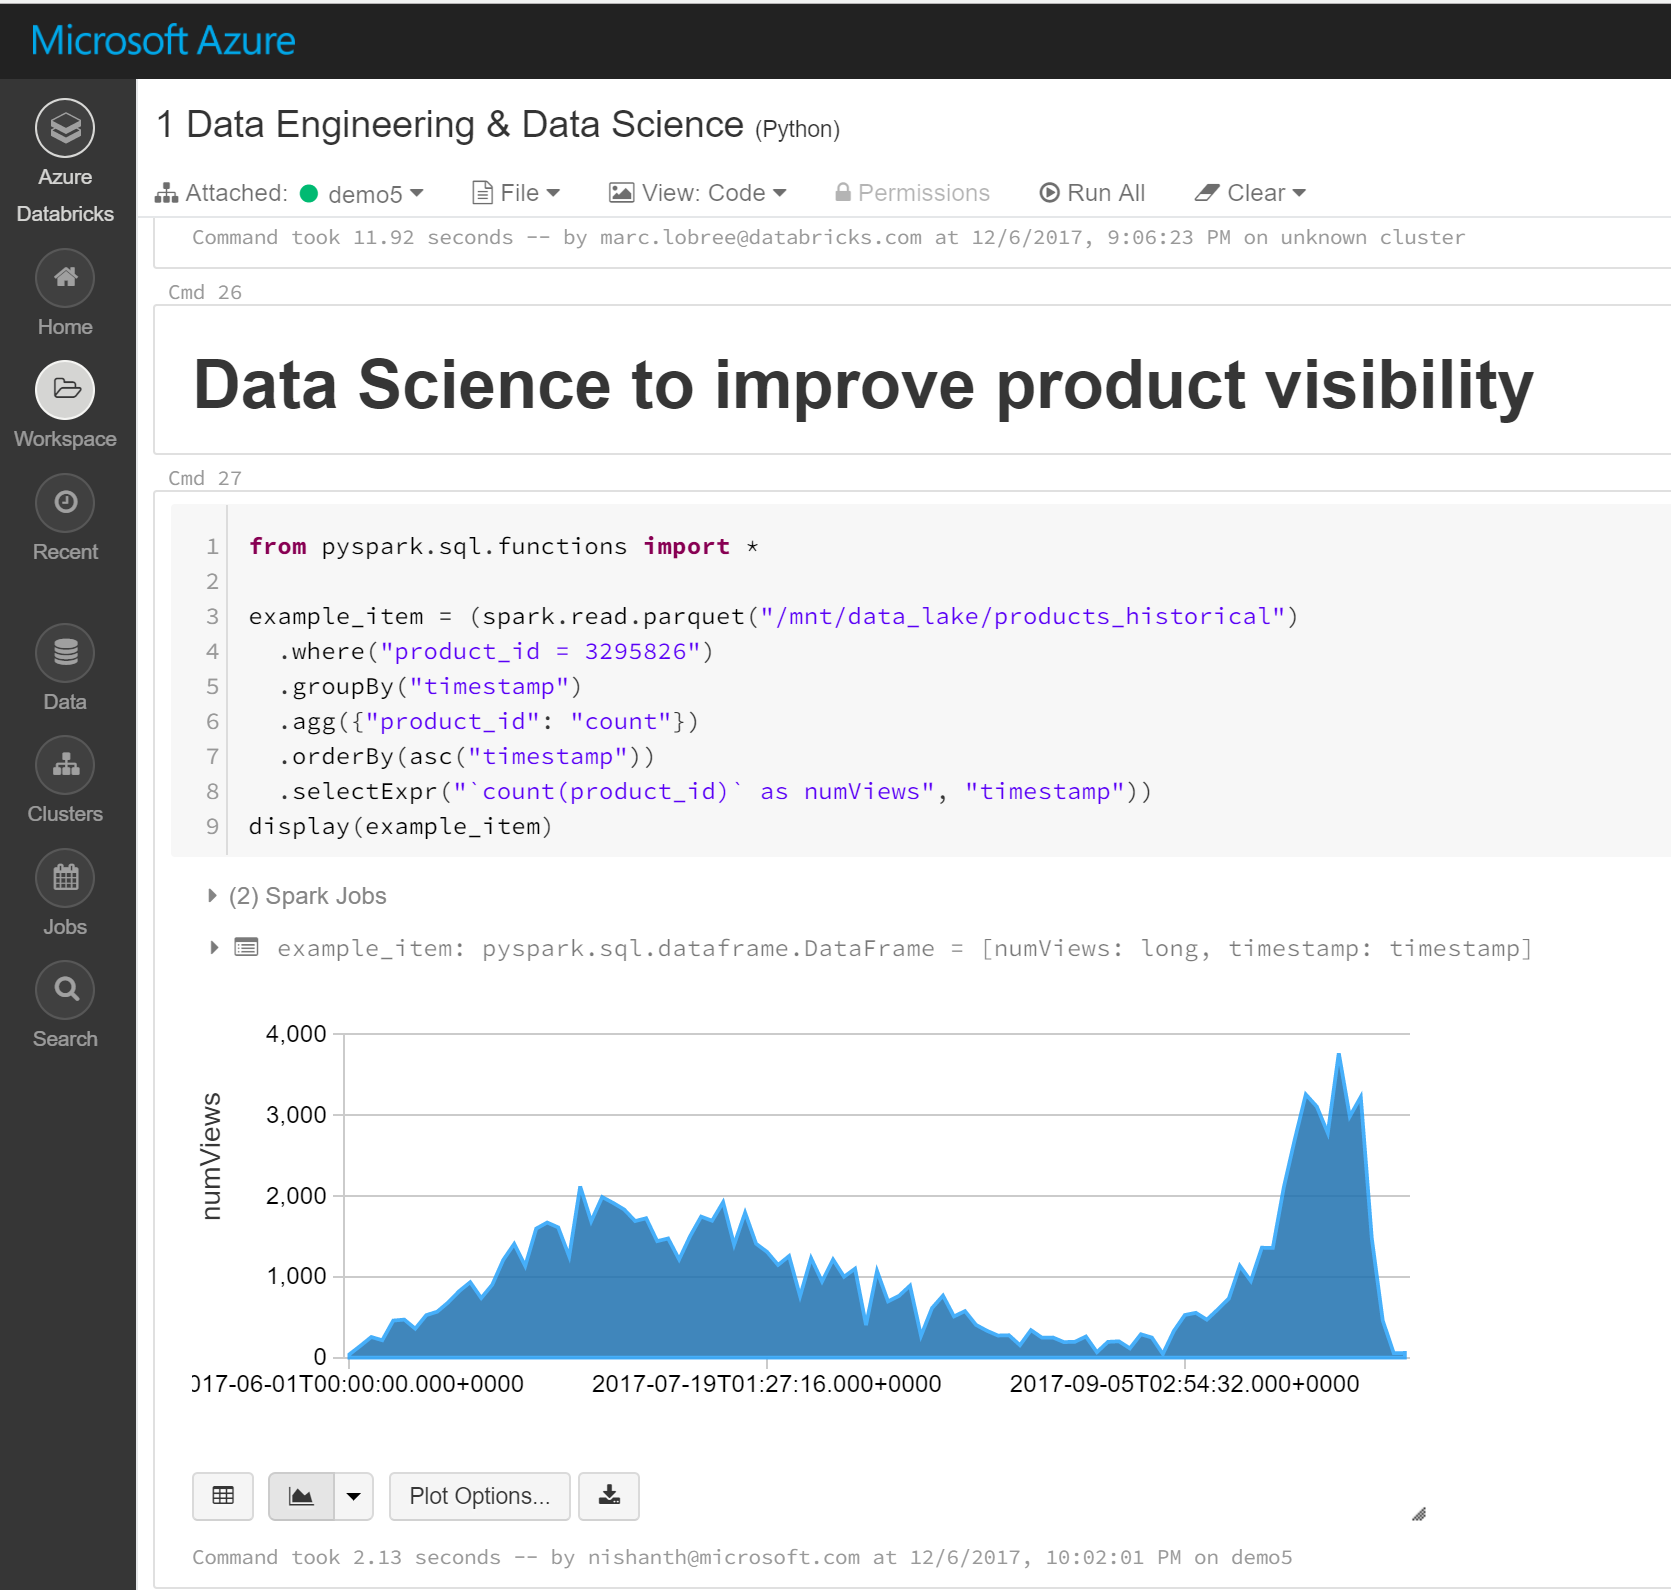 Microsoft Azure
Azure
Databricks
Home
Workspace
Recent
Data
Clusters
Jobs
Search
1 Data Engineering & Data Science (Python)
Attached: demo5 File View: Code Permissions Run All Clear
Command took 11.92 seconds -- by marc.lobree@databricks.com at 12/6/2017, 9:06:23 PM on unknown cluster
Cmd 26
Data Science to improve product visibility
Cmd 27
1 from pyspark.sql.functions import *
2
3 example_item = (spark.read.parquet("/mnt/data_lake/products_historical")
4 .where("product_id = 3295826")
5 .groupBy("timestamp")
6 .agg({"product_id": "count"})
7 .orderBy(asc("timestamp"))
8 .selectExpr("`count(product_id)` as numViews", "timestamp"))
9 display(example_item)
(2) Spark Jobs
example_item: pyspark.sql.dataframe.DataFrame = [numViews: long, timestamp: timestamp]
numViews
4,000
3,000
2,000
1,000
0
017-06-01T00:00:00.000+0000 2017-07-19T01:27:16.000+0000 2017-09-05T02:54:32.000+0000
Plot Options...
Command took 2.13 seconds -- by nishanth@microsoft.com at 12/6/2017, 10:02:01 PM on demo5